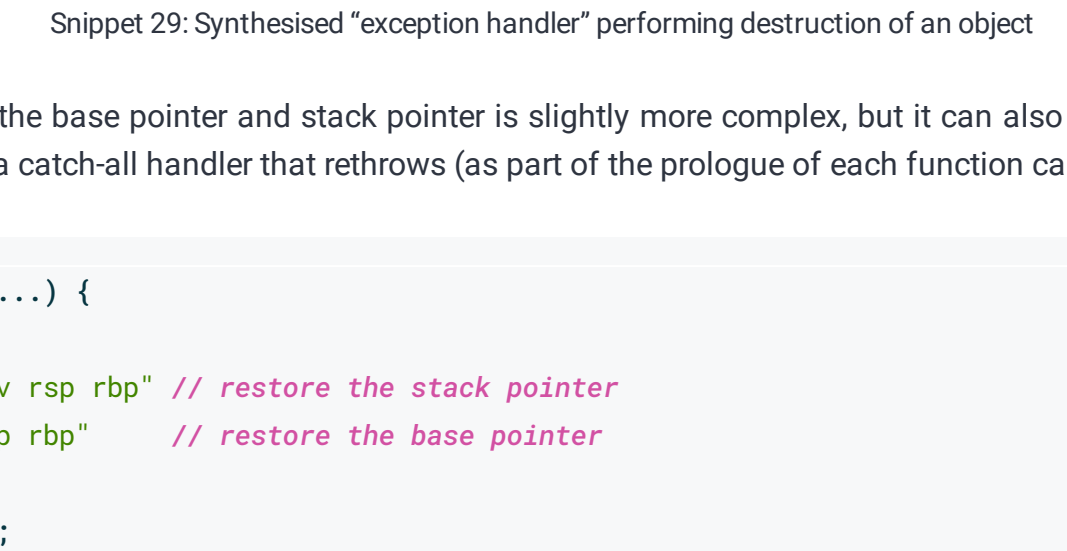 Snippet 29: Synthesised “exception handler” performing destruction of an object
the base pointer and stack pointer is slightly more complex, but it can also
a catch-all handler that rethrows (as part of the prologue of each function ca
...) {
v rsp rbp" // restore the stack pointer
p rbp" // restore the base pointer
;